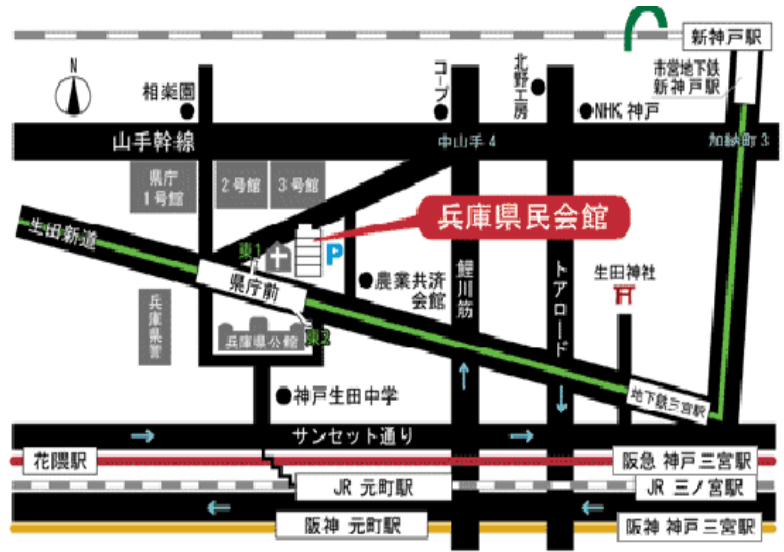 新神戸駅
N
市営地下鉄
新神戸駅
相楽園
コープ
北野工房
NHK 神戸
山手幹線
中山手4
加納町3
県庁
1号館
2号館
3号館
兵庫県民会館
生田新道
東1
P
県庁前
農業共済
会館
鯉川筋
トアロード
生田神社
兵庫県警
兵庫県公館
東2
神戸生田中学
地下鉄三宮駅
サンセット通り
花隈駅
阪急 神戸三宮駅
JR 元町駅
JR 三ノ宮駅
阪神 元町駅
阪神 神戸三宮駅